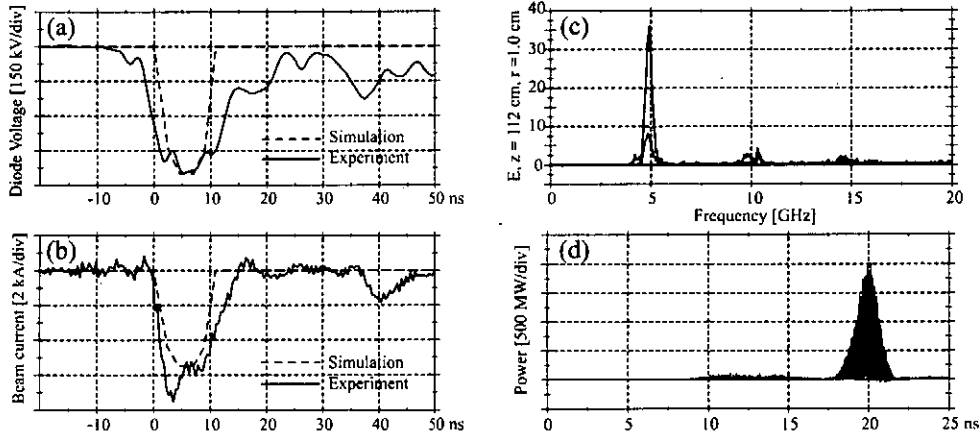 (a)
Diode Voltage [150 kV/div]
Simulation
Experiment
-10 0 10 20 30 40 50 ns
(b)
Beam current [2 kA/div]
Simulation
Experiment
-10 0 10 20 30 40 50 ns
(c)
E, z = 112 cm, r =1.0 cm
40
30
20
10
0
0 5 10 15 20
Frequency [GHz]
(d)
Power [500 MW/div]
0 5 10 15 20 25 ns